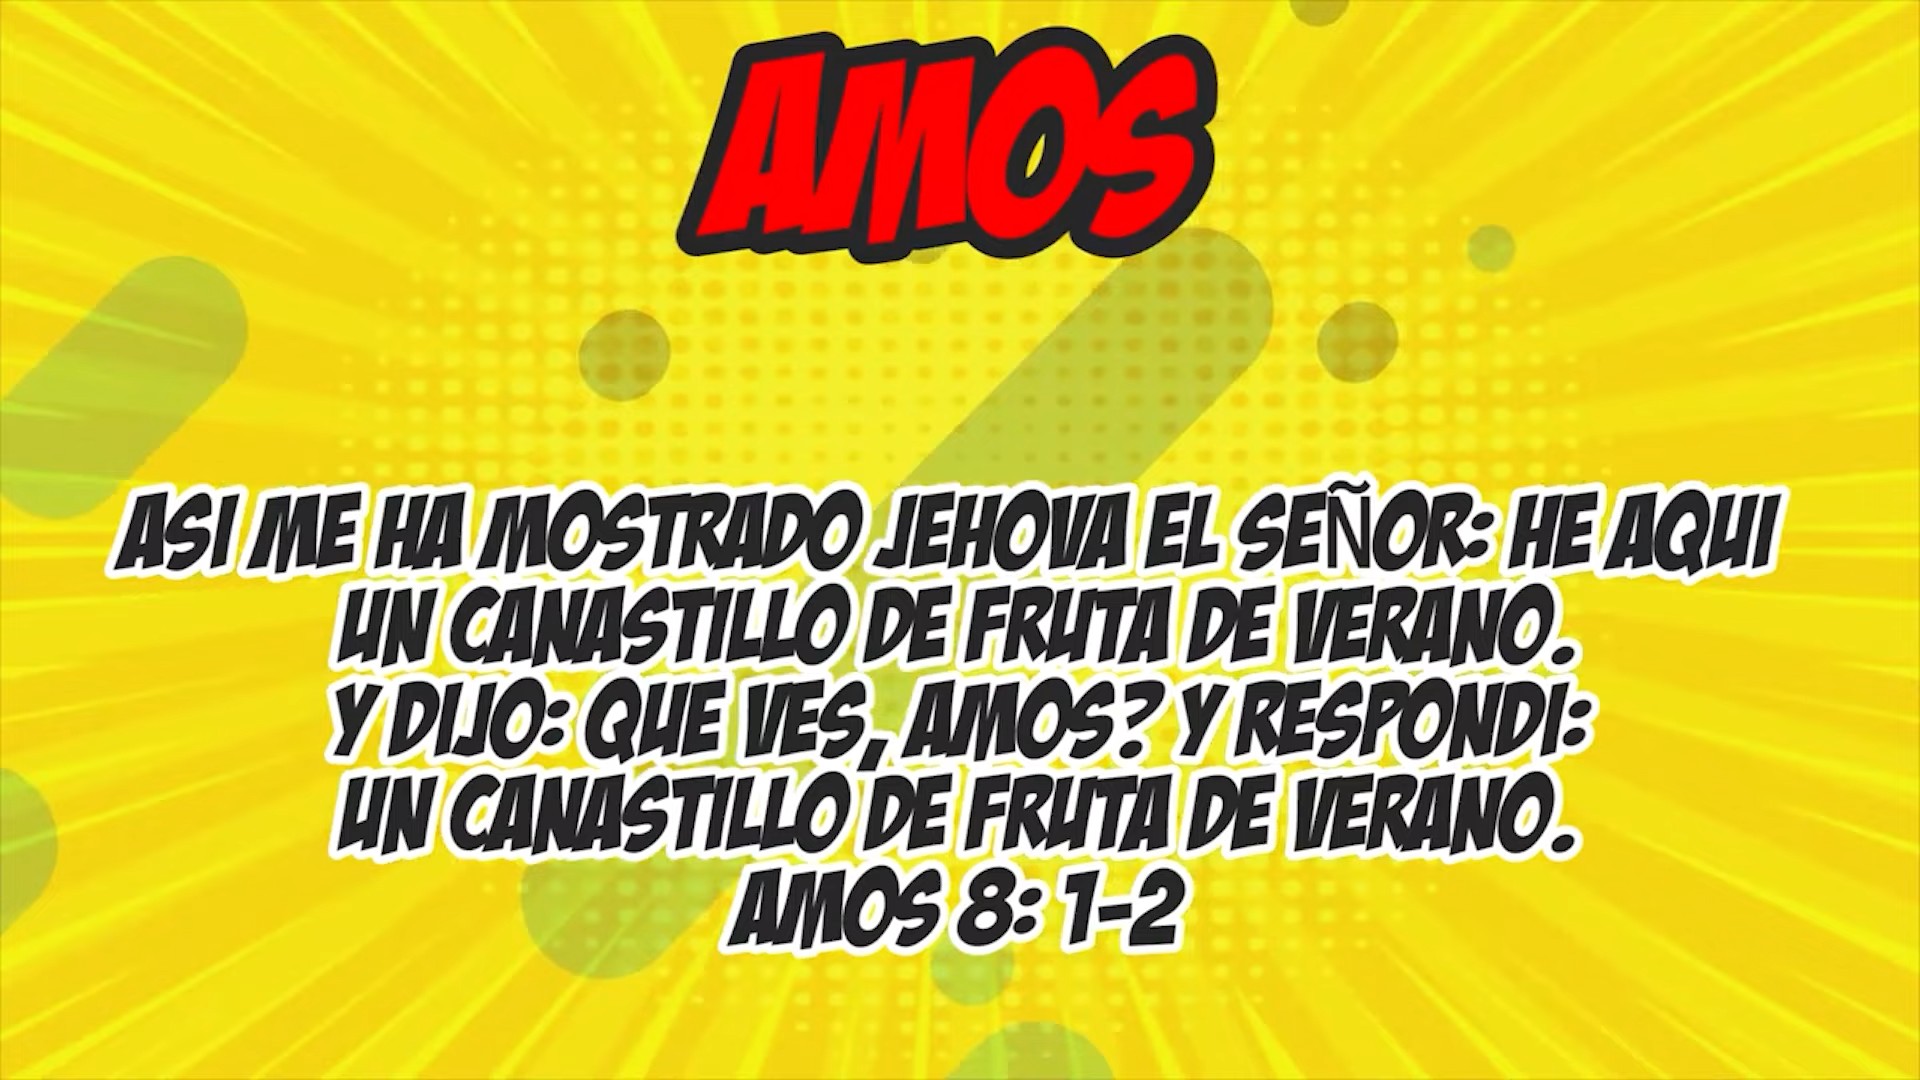 AMOS
ASI ME HA MOSTRADO JEHOVA EL SEÑOR: HE AQUI
UN CANASTILLO DE FRUTA DE VERANO.
Y DIJO: QUE VES, AMOS? Y RESPONDI:
UN CANASTILLO DE FRUTA DE VERANO.
AMOS 8: 1-2